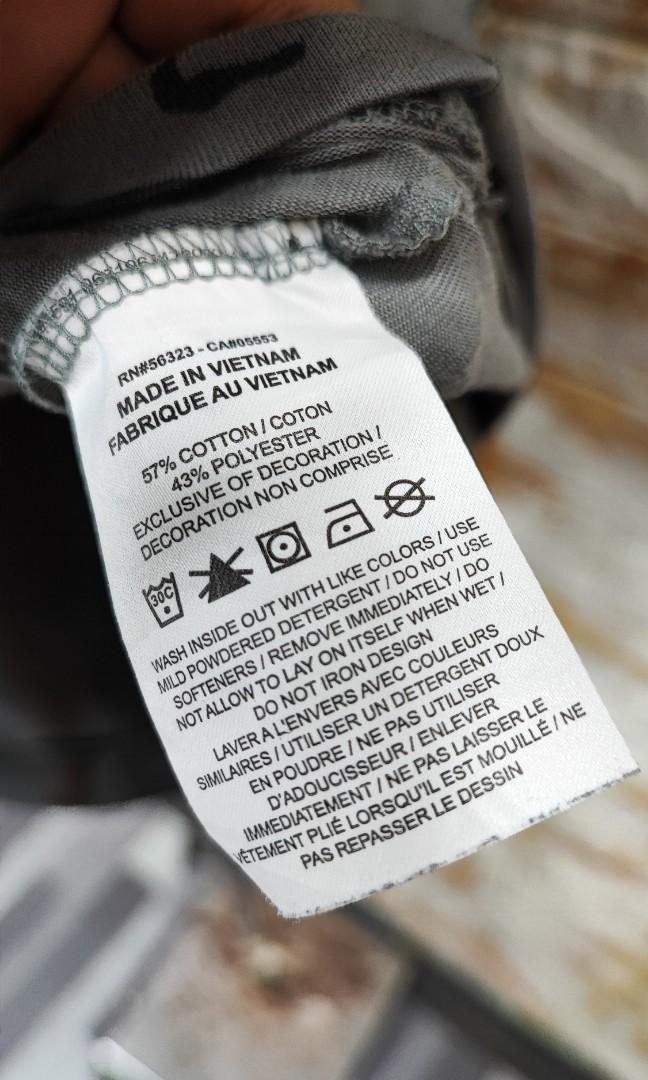 RN#56323 - CA#05553
MADE IN VIETNAM
FABRIQUE AU VIETNAM
57% COTTON / COTON
43% POLYESTER
EXCLUSIVE OF DECORATION /
DECORATION NON COMPRISE
30C
WASH INSIDE OUT WITH LIKE COLORS / USE
MILD POWDERED DETERGENT / DO NOT USE
SOFTENERS / REMOVE IMMEDIATELY / DO
NOT ALLOW TO LAY ON ITSELF WHEN WET /
DO NOT IRON DESIGN
LAVER A L'ENVERS AVEC COULEURS
SIMILAIRES / UTILISER UN DETERGENT DOUX
EN POUDRE / NE PAS UTILISER
D'ADOUCISSEUR / ENLEVER
IMMEDIATEMENT / NE PAS LAISSER LE
VÊTEMENT PLIÉ LORSQU'IL EST MOUILLÉ / NE
PAS REPASSER LE DESSIN